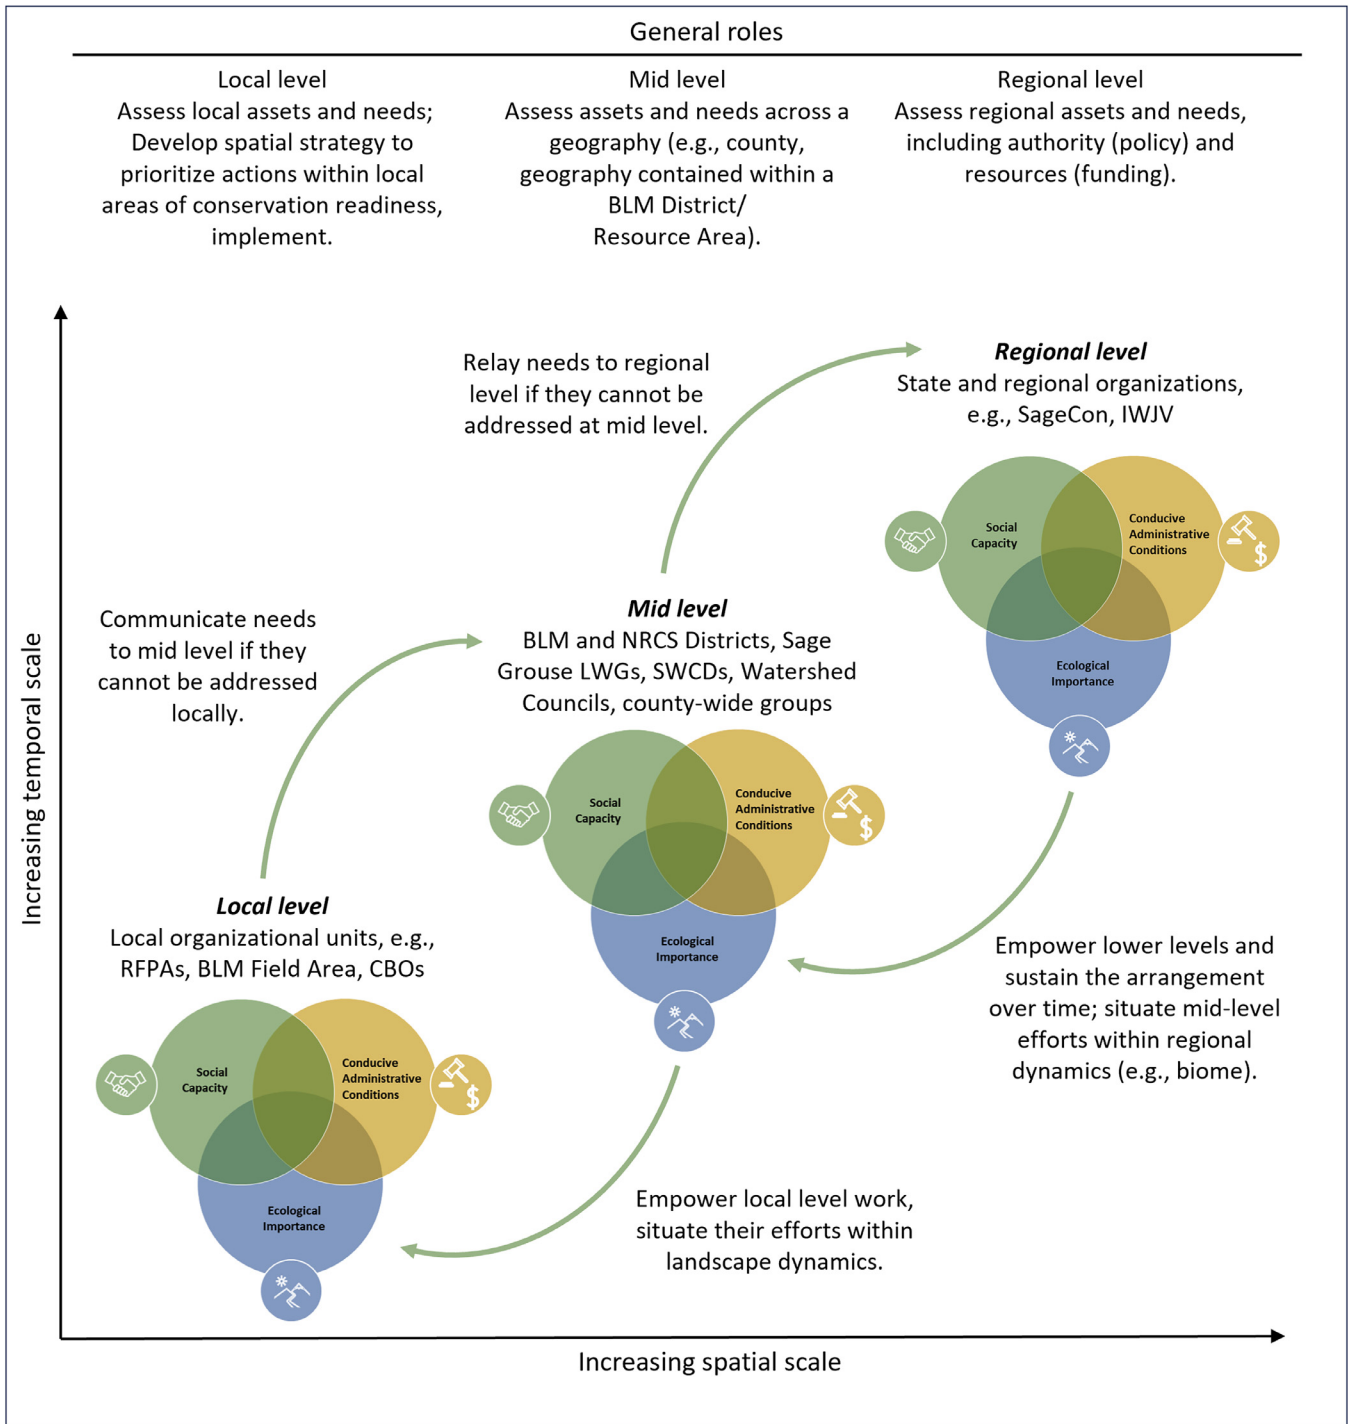 General roles
Local level
Assess local assets and needs;
Develop spatial strategy to
prioritize actions within local
areas of conservation readiness,
implement.
Mid level
Assess assets and needs across a
geography (e.g., county,
geography contained within a
BLM District/
Resource Area).
Regional level
Assess regional assets and needs,
including authority (policy) and
resources (funding).
Relay needs to regional
level if they cannot be
addressed at mid level.
Regional level
State and regional organizations,
e.g., SageCon, IWJV
Social
Capacity
Conducive
Administrative
Conditions
$
Ecological
Importance
Communicate needs
to mid level if they
cannot be addressed
locally.
Mid level
BLM and NRCS Districts, Sage
Grouse LWGs, SWCDs, Watershed
Councils, county-wide groups
Social
Capacity
Conducive
Administrative
Conditions
$
Ecological
Importance
Local level
Local organizational units, e.g.,
RFPAs, BLM Field Area, CBOs
Social
Capacity
Conducive
Administrative
Conditions
$
Ecological
Importance
Empower lower levels and
sustain the arrangement
over time; situate mid-level
efforts within regional
dynamics (e.g., biome).
Empower local level work,
situate their efforts within
landscape dynamics.
Increasing temporal scale
Increasing spatial scale